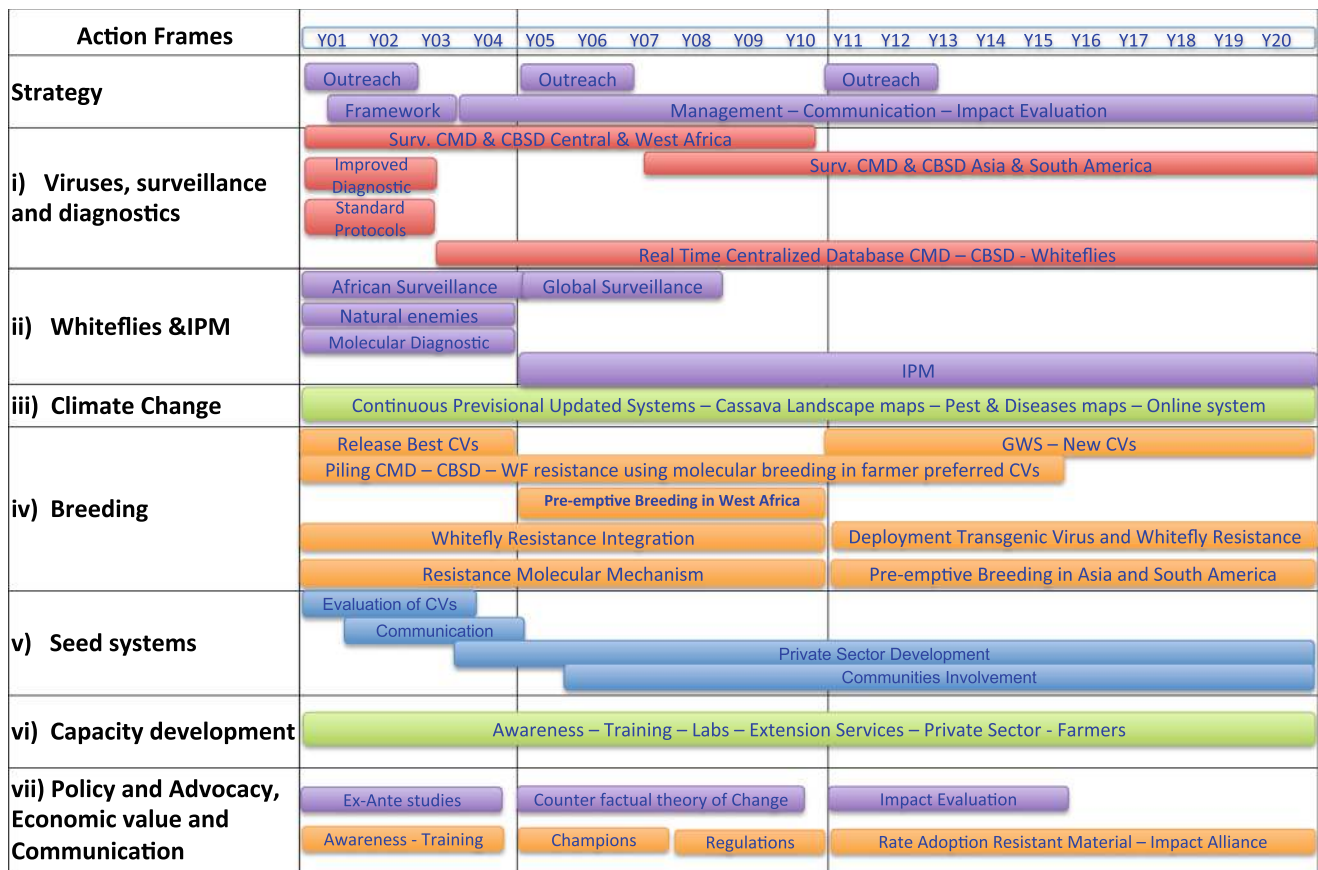 Action Frames
Y01 Y02 Y03 Y04 Y05 Y06 Y07 Y08 Y09 Y10 Y11 Y12 Y13 Y14 Y15 Y16 Y17 Y18 Y19 Y20
Strategy
Outreach Outreach Outreach
Framework Management – Communication – Impact Evaluation
i) Viruses, surveillance
and diagnostics
Surv. CMD & CBSD Central & West Africa
Improved
Diagnostic
Surv. CMD & CBSD Asia & South America
Standard
Protocols
Real Time Centralized Database CMD – CBSD - Whiteflies
ii) Whiteflies &IPM
African Surveillance Global Surveillance
Natural enemies
Molecular Diagnostic
IPM
iii) Climate Change
Continuous Previsional Updated Systems – Cassava Landscape maps – Pest & Diseases maps – Online system
iv) Breeding
Release Best CVs GWS – New CVs
Piling CMD – CBSD – WF resistance using molecular breeding in farmer preferred CVs
Pre-emptive Breeding in West Africa
Whitefly Resistance Integration Deployment Transgenic Virus and Whitefly Resistance
Resistance Molecular Mechanism Pre-emptive Breeding in Asia and South America
v) Seed systems
Evaluation of CVs
Communication
Private Sector Development
Communities Involvement
vi) Capacity development
Awareness – Training – Labs – Extension Services – Private Sector - Farmers
vii) Policy and Advocacy,
Economic value and
Communication
Ex-Ante studies Counter factual theory of Change Impact Evaluation
Awareness - Training Champions Regulations Rate Adoption Resistant Material – Impact Alliance